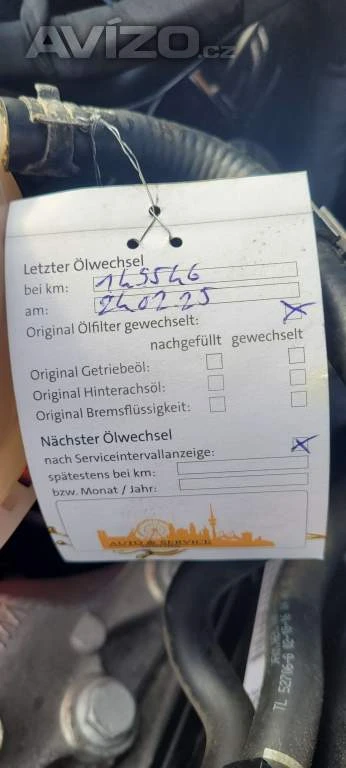 AVÍZO.cz
Letzter Ölwechsel
bei km: 145546
am: 240225
Original Ölfilter gewechselt: X
nachgefüllt gewechselt
Original Getriebeöl:
Original Hinterachsöl:
Original Bremsflüssigkeit:
Nächster Ölwechsel
nach Serviceintervallanzeige: X
spätestens bei km:
bzw. Monat / Jahr:
AUTO & SERVICE